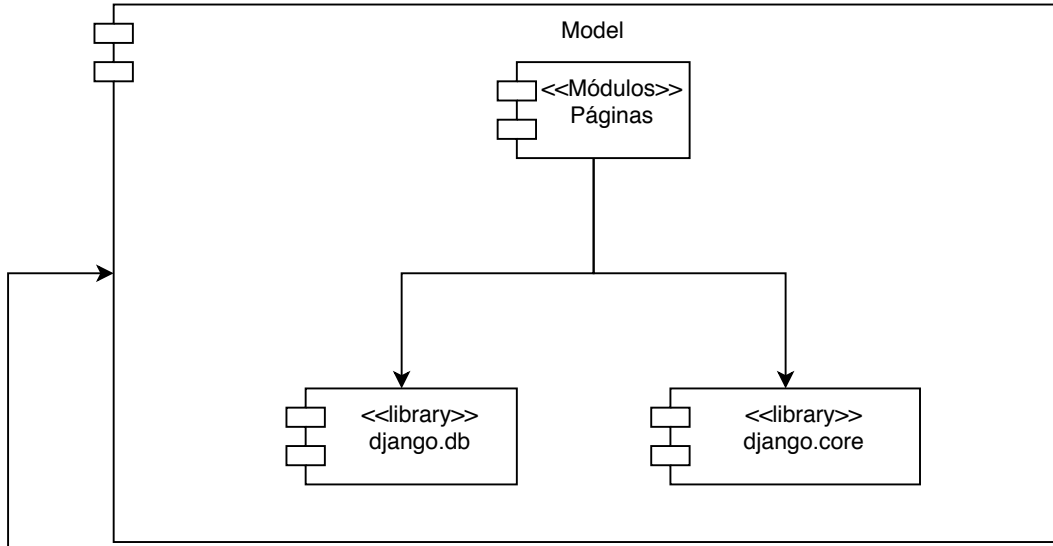 Model
<<Módulos>>
Páginas
<<library>>
django.db
<<library>>
django.core